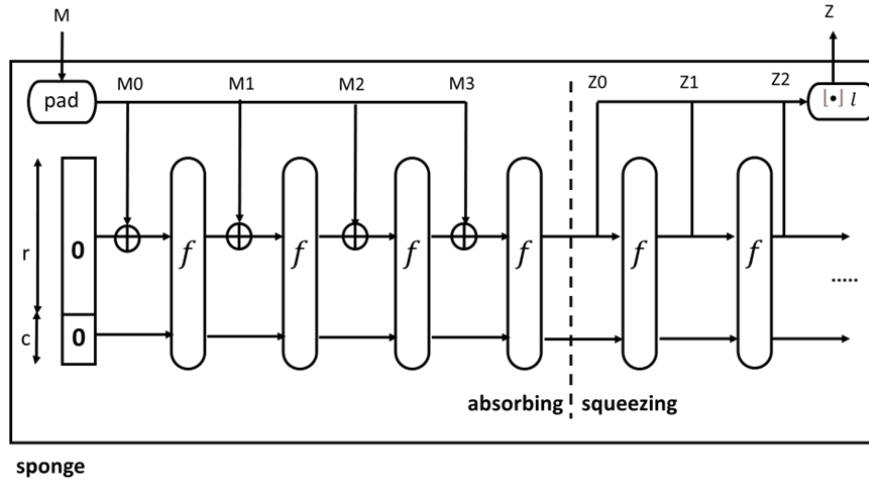 M
Z
pad
M0
M1
M2
M3
Z0
Z1
Z2
⌊•⌋ l
r
0
f
f
f
f
f
f
c
0
.....
absorbing
squeezing
sponge